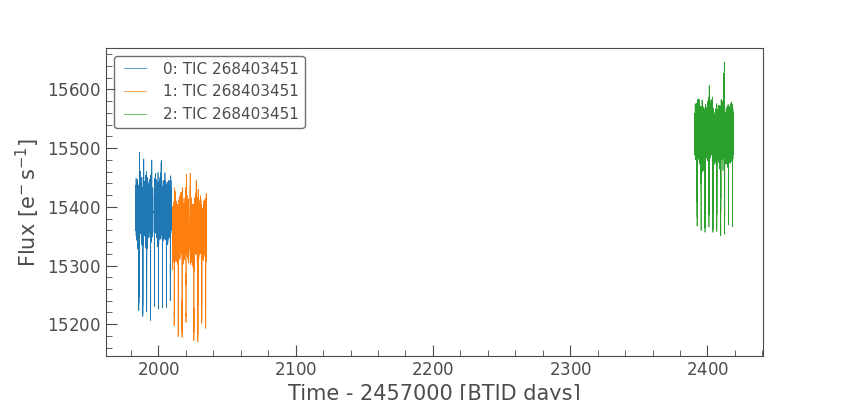 0: TIC 268403451
1: TIC 268403451
2: TIC 268403451
15600
15500
15400
15300
15200
Flux [e⁻ s⁻¹]
2000 2100 2200 2300 2400
Time - 2457000 [BTJD days]